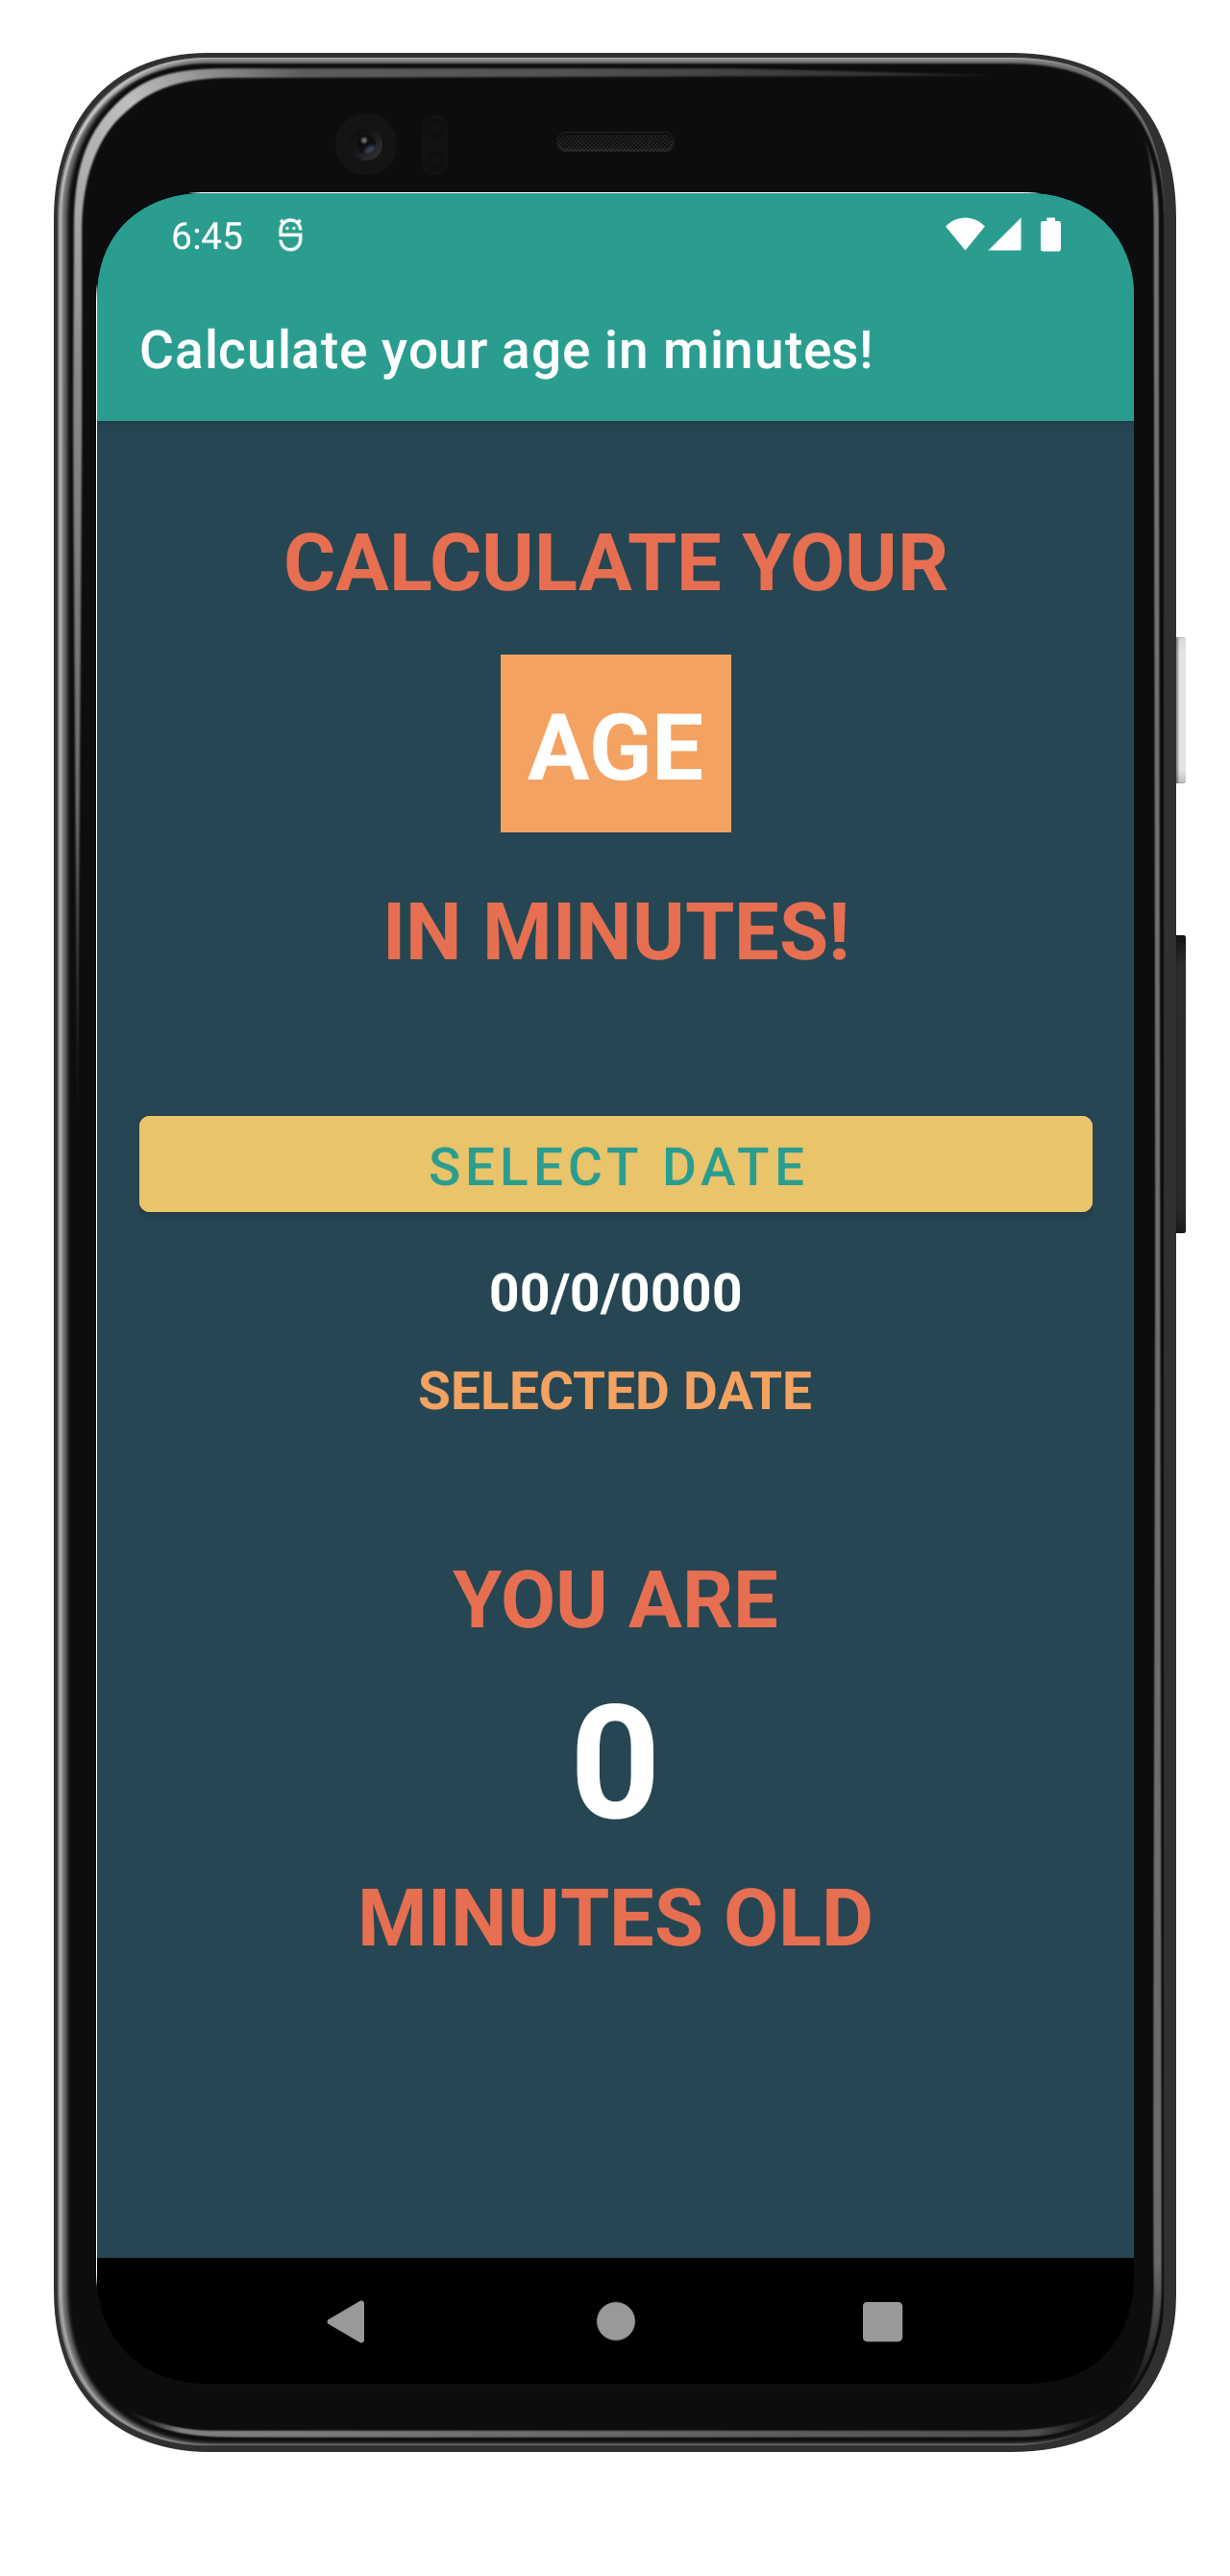 6:45
Calculate your age in minutes!
CALCULATE YOUR
AGE
IN MINUTES!
SELECT DATE
00/0/0000
SELECTED DATE
YOU ARE
0
MINUTES OLD